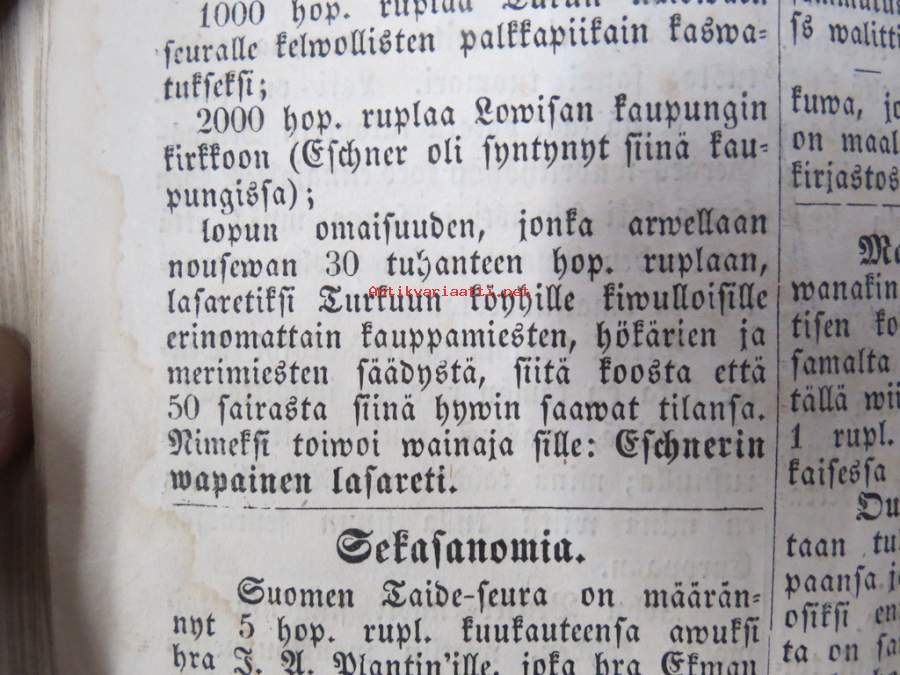 1000 hop. ruplaa Turun
seuralle kelwollisten palkkapiikain kaswa-
tukseksi;
2000 hop. ruplaa Lowisan kaupungin
kirkkoon (Eschner oli syntynyt siinä kau-
pungissa);
lopun omaisuuden, jonka arwellaan
nousewan 30 tuhanteen hop. ruplaan,
lasaretiksi Turkuun köyhille kiwulloisille
Antikvariaatti.net
erinomattain kauppamiesten, hökärien ja
merimiesten säädystä, siitä koosta että
50 sairasta siinä hywin saawat tilansa.
Nimeksi toiwoi wainaja sille: Eschnerin
wapainen lasareti.
Sekasanomia.
Suomen Taide-seura on määrän-
nyt 5 hop. rupl. kuukauteensa awuksi
hra J. A. Plantin'ille, joka hra Ekman
ss walitti
kuwa, jo
on maal
kirjastos
wanakin
tisen ko
samalta
tällä wii
1 rupl.
kaisessa
Ou
taan tul
paansa j
osiksi en
ta on sa